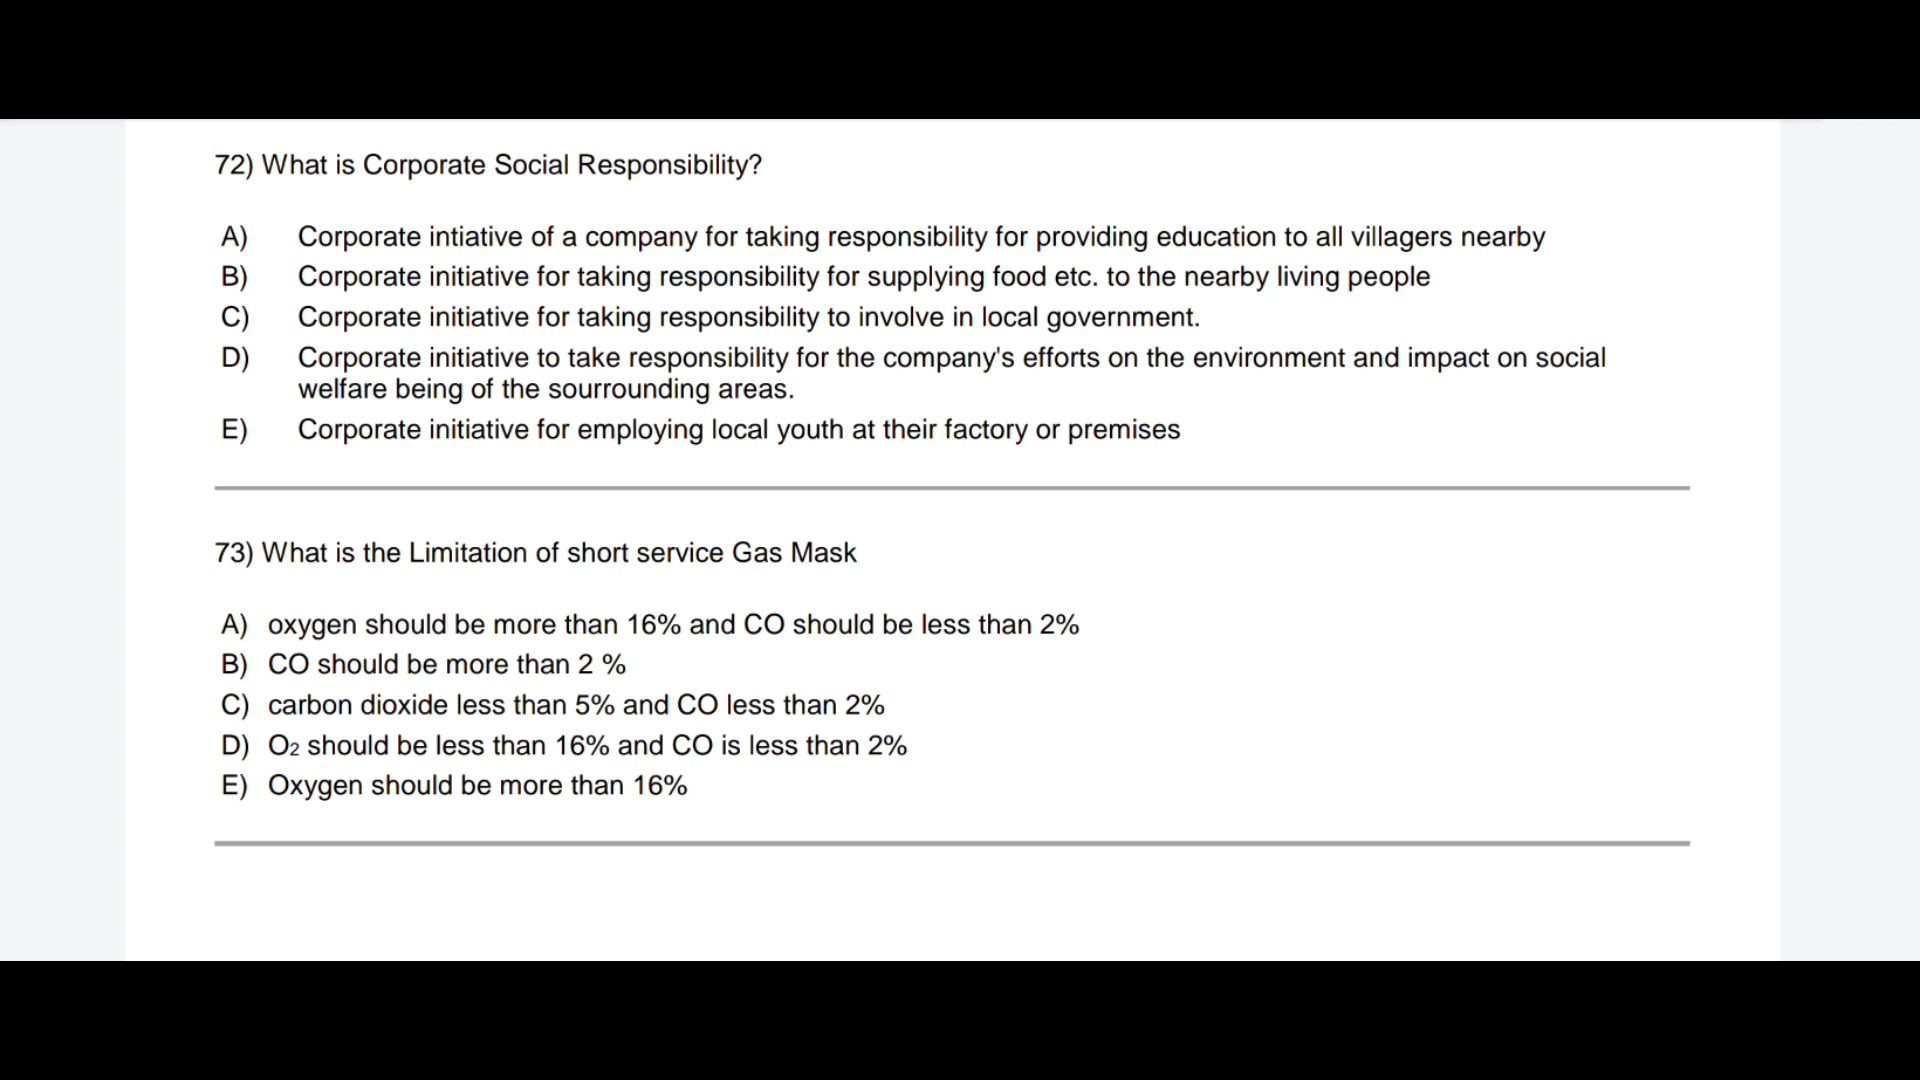 72) What is Corporate Social Responsibility?
A) Corporate intiative of a company for taking responsibility for providing education to all villagers nearby
B) Corporate initiative for taking responsibility for supplying food etc. to the nearby living people
C) Corporate initiative for taking responsibility to involve in local government.
D) Corporate initiative to take responsibility for the company's efforts on the environment and impact on social
welfare being of the sourrounding areas.
E) Corporate initiative for employing local youth at their factory or premises
73) What is the Limitation of short service Gas Mask
A) oxygen should be more than 16% and CO should be less than 2%
B) CO should be more than 2 %
C) carbon dioxide less than 5% and CO less than 2%
D) O2 should be less than 16% and CO is less than 2%
E) Oxygen should be more than 16%